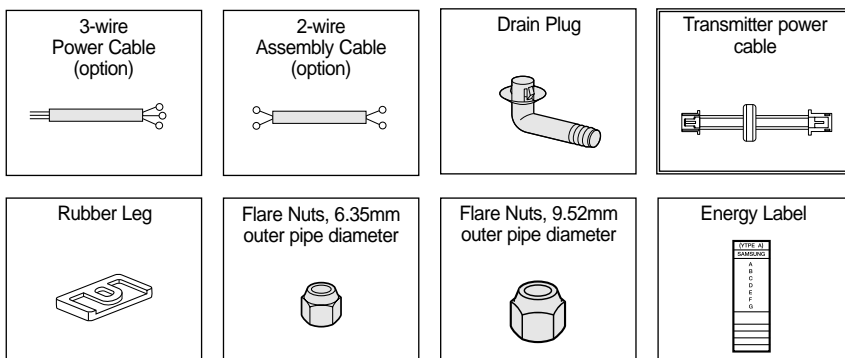 3-wire
Power Cable
(option)
2-wire
Assembly Cable
(option)
Drain Plug
Transmitter power
cable
Rubber Leg
Flare Nuts, 6.35mm
outer pipe diameter
Flare Nuts, 9.52mm
outer pipe diameter
Energy Label
(YTPE A)
SAMSUNG
A
B
C
D
E
F
G